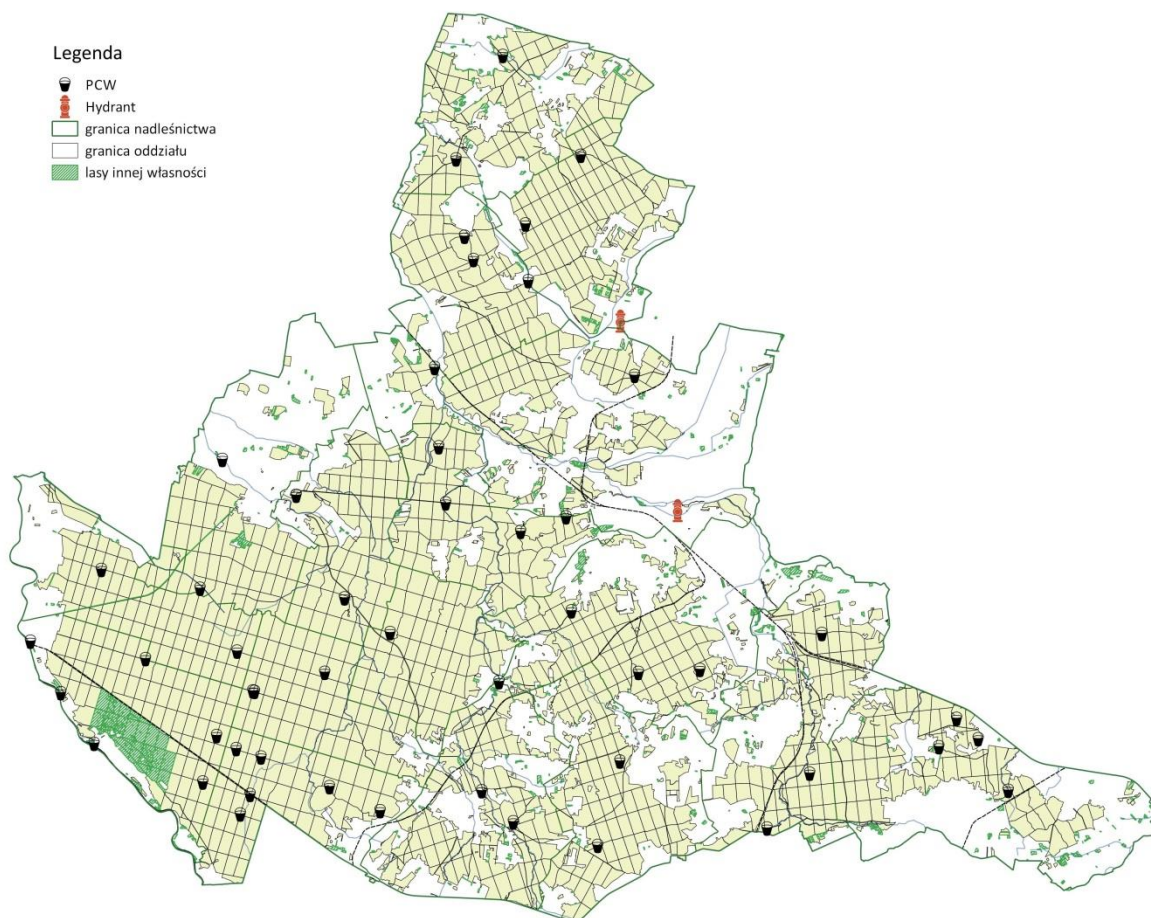 Legenda
PCW
Hydrant
granica nadleśnictwa
granica oddziału
lasy innej własności